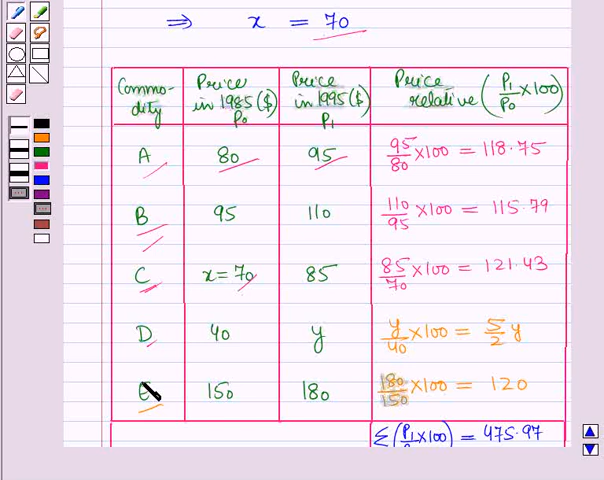 ⇒ x = 70
Commo-dity | Price in 1985 ($) P₀ | Price in 1995 ($) P₁ | Price relative (P₁/P₀ × 100)
A | 80 | 95 | 95/80 × 100 = 118.75
B | 95 | 110 | 110/95 × 100 = 115.79
C | x = 70 | 85 | 85/70 × 100 = 121.43
D | 40 | y | y/40 × 100 = 5/2 y
E | 150 | 180 | 180/150 × 100 = 120
Σ(P₁ × 100) = 475.97